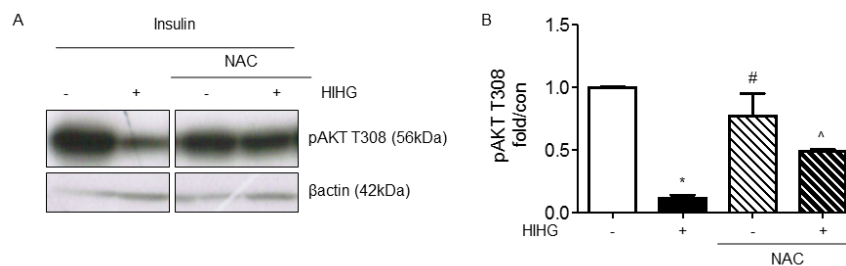 A
Insulin
NAC
- + - + HIHG
pAKT T308 (56kDa)
βactin (42kDa)
B
pAKT T308
fold/con
1.5
1.0
0.5
0.0
* # ^
HIHG - + - +
NAC